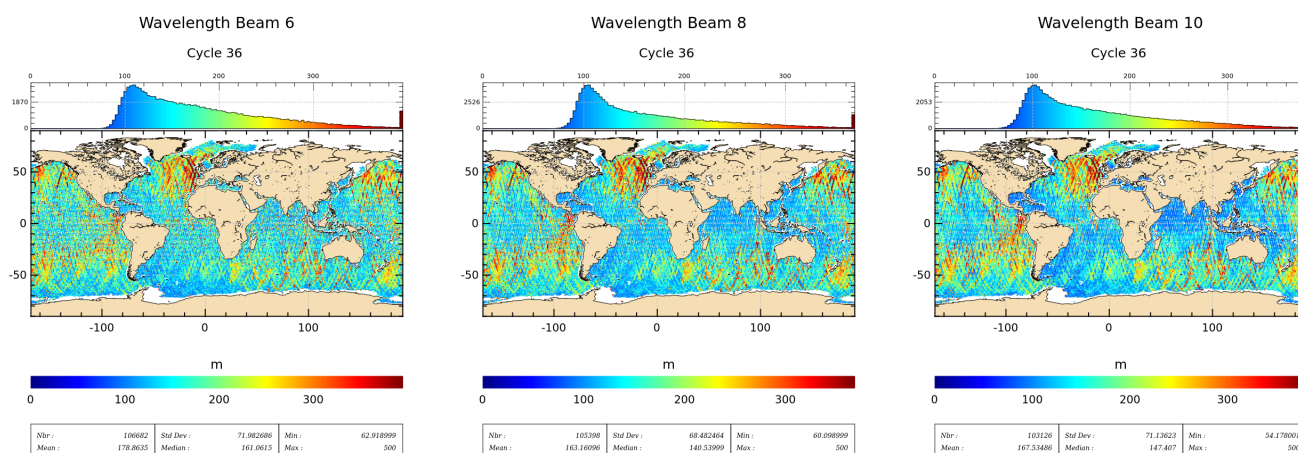 Wavelength Beam 6
Cycle 36
0 100 200 300
1870
0
50
0
-50
-100 0 100
m
0 100 200 300
Nbr : 106682 Std Dev : 71.982686 Min : 62.918999
Mean : 178.8635 Median : 161.0615 Max : 500
Wavelength Beam 8
Cycle 36
0 100 200 300
2526
0
50
0
-50
-100 0 100
m
0 100 200 300
Nbr : 105398 Std Dev : 68.482464 Min : 60.098999
Mean : 163.16096 Median : 140.53999 Max : 500
Wavelength Beam 10
Cycle 36
0 100 200 300
2053
0
50
0
-50
-100 0 100
m
0 100 200 300
Nbr : 103126 Std Dev : 71.13623 Min : 54.178001
Mean : 167.53486 Median : 147.407 Max : 500